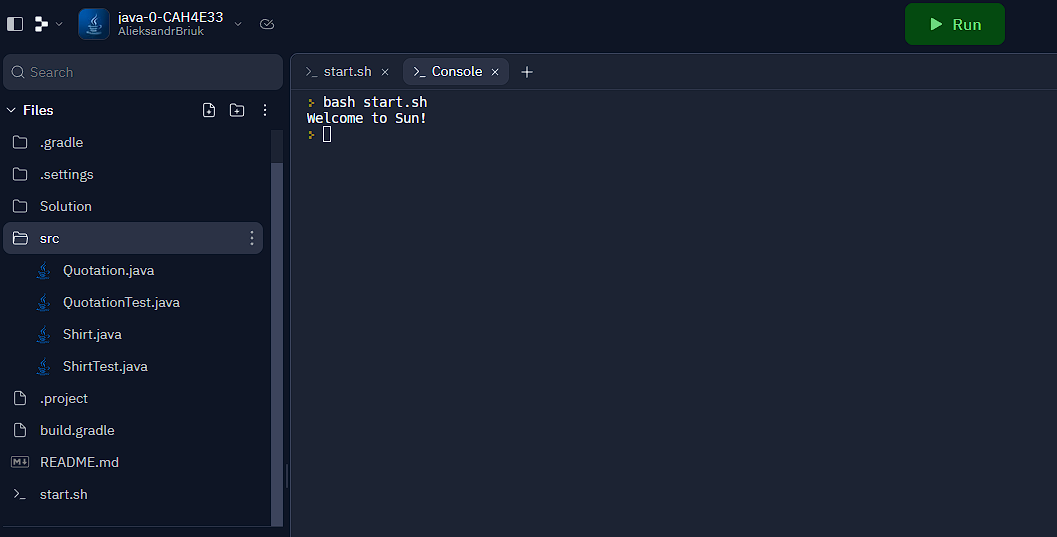 java-0-CAH4E33
AlieksandrBriuk
Run
Search
Files
.gradle
.settings
Solution
src
Quotation.java
QuotationTest.java
Shirt.java
ShirtTest.java
.project
build.gradle
README.md
start.sh
start.sh
Console
bash start.sh
Welcome to Sun!